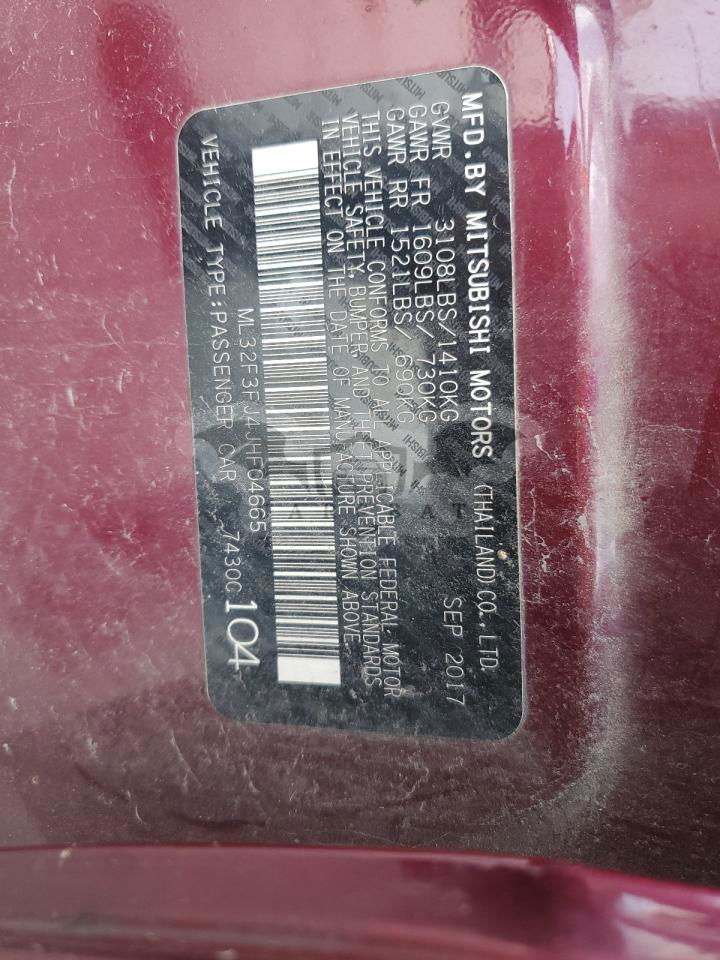 MFD.BY MITSUBISHI MOTORS (THAILAND) CO.,LTD.
GVWR 3108LBS/1410KG SEP 2017
GAWR FR 1609LBS/ 730KG
GAWR RR 1521LBS/ 690KG
THIS VEHICLE CONFORMS TO ALL APPLICABLE FEDERAL MOTOR
VEHICLE SAFETY, BUMPER AND THEFT PREVENTION STANDARDS
IN EFFECT ON THE DATE OF MANUFACTURE SHOWN ABOVE.
ML32F3FJ4JHF04665
VEHICLE TYPE:PASSENGER CAR 7430C 104